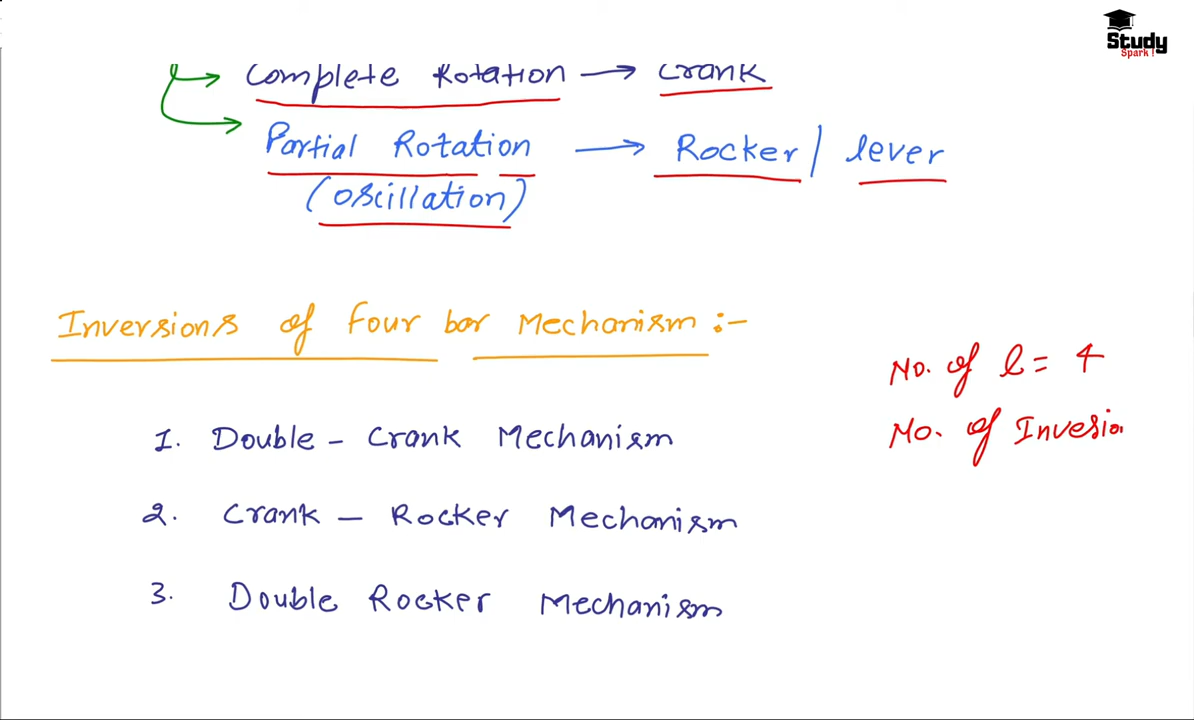 Study
Spark!
Complete Rotation → Crank
Partial Rotation → Rocker / lever
(oscillation)
Inversions of four bar Mechanism :-
No. of l = 4
No. of Invesio
1. Double - Crank Mechanism
2. Crank - Rocker Mechanism
3. Double Rocker Mechanism